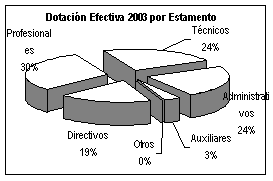 Dotación Efectiva 2003 por Estamento
Profesional
es
30%
Técnicos
24%
Administrati
vos
24%
Directivos
19%
Otros
0%
Auxiliares
3%